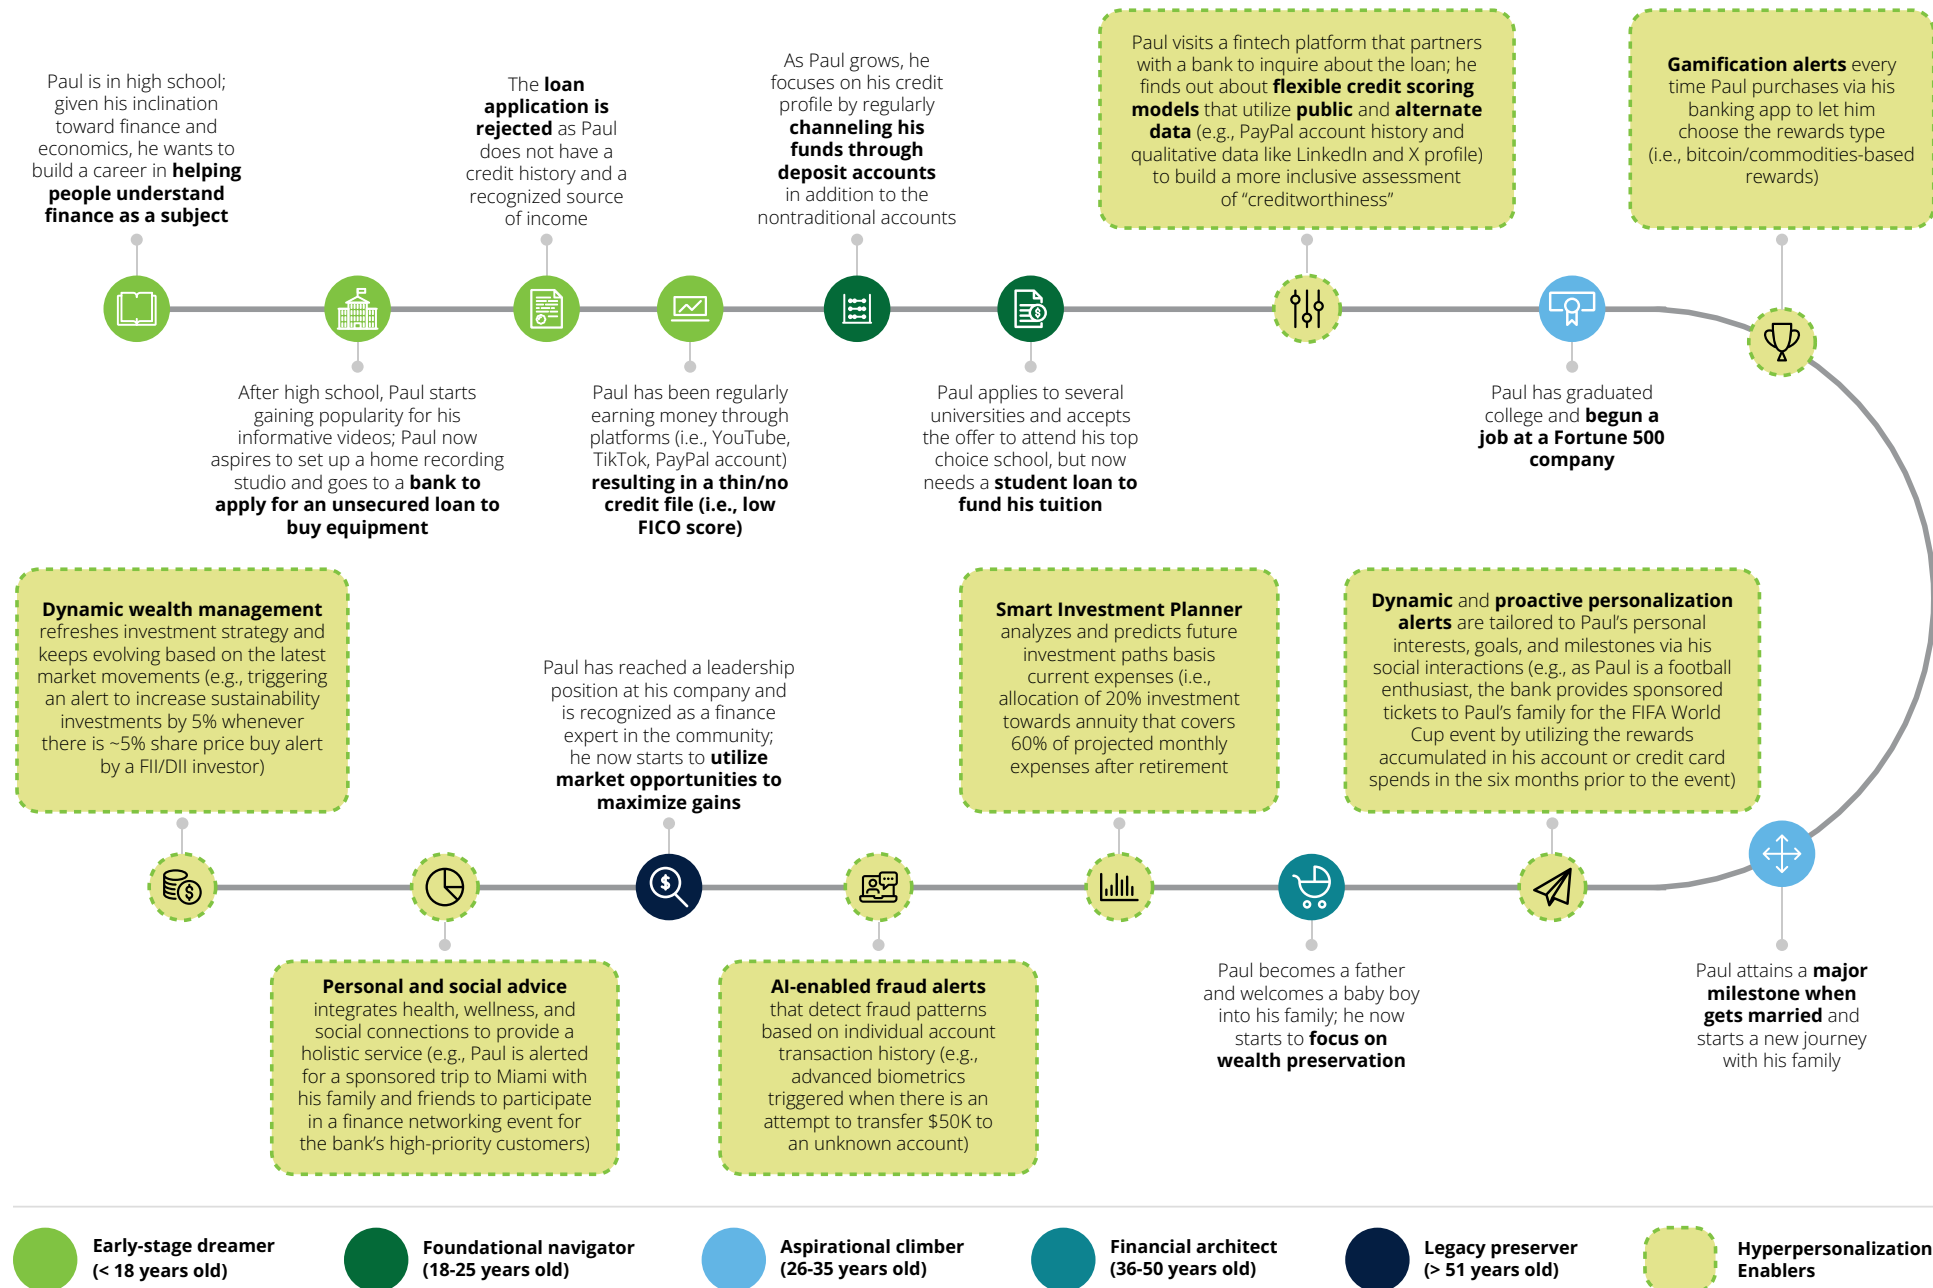 Paul is in high school;
given his inclination
toward finance and
economics, he wants to
build a career in helping
people understand
finance as a subject
After high school, Paul starts
gaining popularity for his
informative videos; Paul now
aspires to set up a home recording
studio and goes to a bank to
apply for an unsecured loan to
buy equipment
The loan
application is
rejected as Paul
does not have a
credit history and a
recognized source
of income
Paul has been regularly
earning money through
platforms (i.e., YouTube,
TikTok, PayPal account)
resulting in a thin/no
credit file (i.e., low
FICO score)
As Paul grows, he
focuses on his credit
profile by regularly
channeling his
funds through
deposit accounts
in addition to the
nontraditional accounts
Paul applies to several
universities and accepts
the offer to attend his top
choice school, but now
needs a student loan to
fund his tuition
Paul visits a fintech platform that partners
with a bank to inquire about the loan; he
finds out about flexible credit scoring
models that utilize public and alternate
data (e.g., PayPal account history and
qualitative data like LinkedIn and X profile)
to build a more inclusive assessment
of “creditworthiness”
Paul has graduated
college and begun a
job at a Fortune 500
company
Gamification alerts every
time Paul purchases via his
banking app to let him
choose the rewards type
(i.e., bitcoin/commodities-based
rewards)
Paul attains a major
milestone when
gets married and
starts a new journey
with his family
Dynamic and proactive personalization
alerts are tailored to Paul’s personal
interests, goals, and milestones via his
social interactions (e.g., as Paul is a football
enthusiast, the bank provides sponsored
tickets to Paul’s family for the FIFA World
Cup event by utilizing the rewards
accumulated in his account or credit card
spends in the six months prior to the event)
Paul becomes a father
and welcomes a baby boy
into his family; he now
starts to focus on
wealth preservation
Smart Investment Planner
analyzes and predicts future
investment paths basis
current expenses (i.e.,
allocation of 20% investment
towards annuity that covers
60% of projected monthly
expenses after retirement
AI-enabled fraud alerts
that detect fraud patterns
based on individual account
transaction history (e.g.,
advanced biometrics
triggered when there is an
attempt to transfer $50K to
an unknown account)
Paul has reached a leadership
position at his company and
is recognized as a finance
expert in the community;
he now starts to utilize
market opportunities to
maximize gains
Personal and social advice
integrates health, wellness, and
social connections to provide a
holistic service (e.g., Paul is alerted
for a sponsored trip to Miami with
his family and friends to participate
in a finance networking event for
the bank’s high-priority customers)
Dynamic wealth management
refreshes investment strategy and
keeps evolving based on the latest
market movements (e.g., triggering
an alert to increase sustainability
investments by 5% whenever
there is ~5% share price buy alert
by a FII/DII investor)
Early-stage dreamer
(< 18 years old)
Foundational navigator
(18-25 years old)
Aspirational climber
(26-35 years old)
Financial architect
(36-50 years old)
Legacy preserver
(> 51 years old)
Hyperpersonalization
Enablers